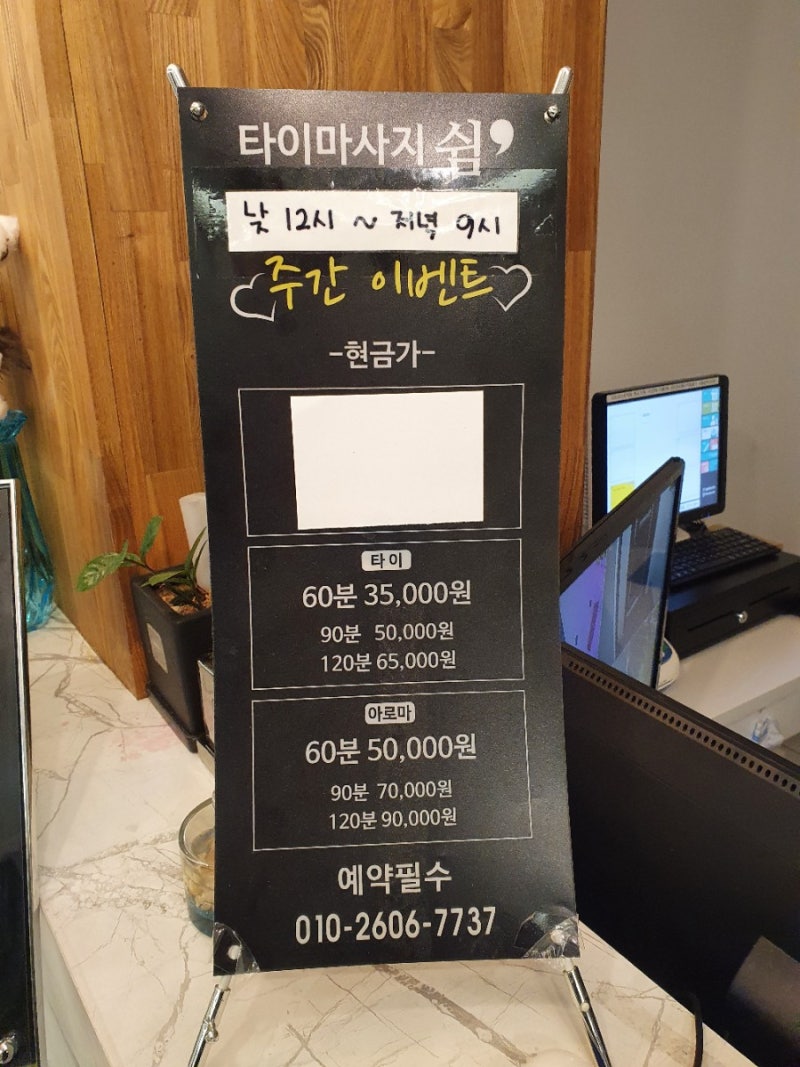 타이마사지 쉼,
낮 12시 ~ 저녁 9시
주간 이벤트
-현금가-
타이
60분 35,000원
90분 50,000원
120분 65,000원
아로마
60분 50,000원
90분 70,000원
120분 90,000원
예약필수
010-2606-7737